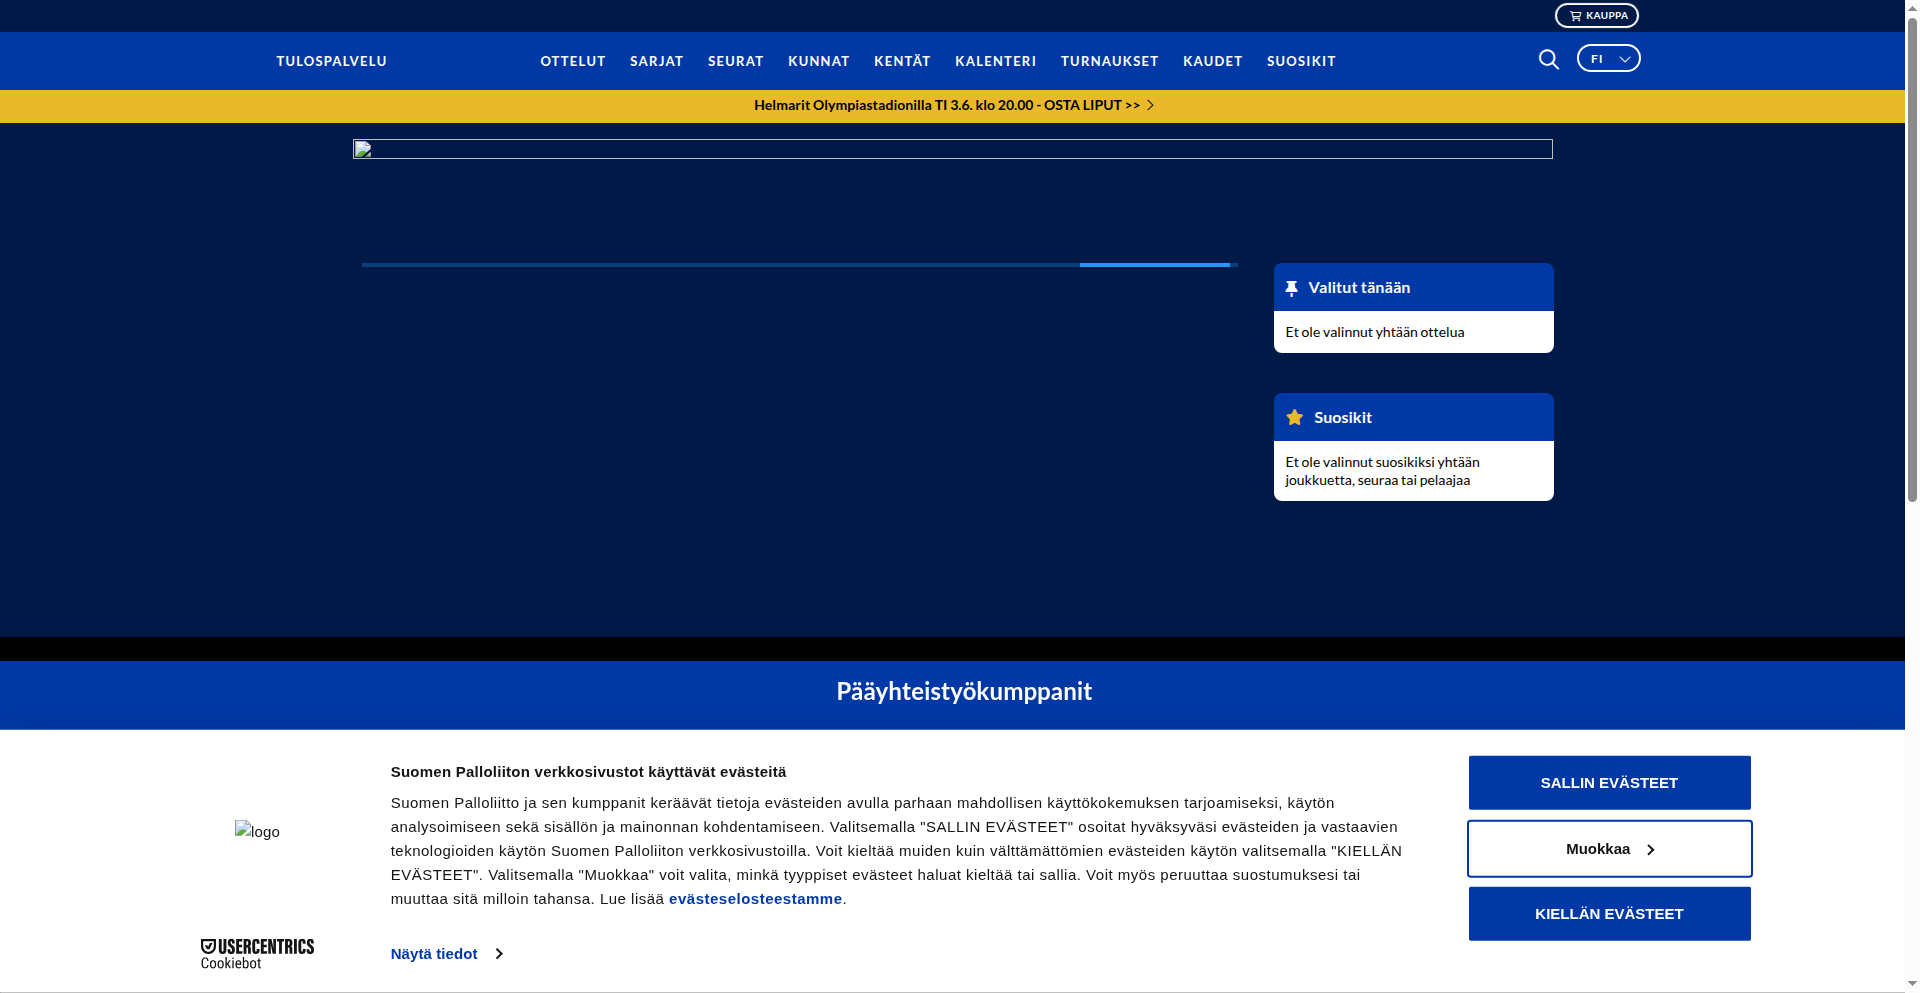 KAUPPA
TULOSPALVELU
OTTELUT
SARJAT
SEURAT
KUNNAT
KENTÄT
KALENTERI
TURNAUKSET
KAUDET
SUOSIKIT
FI
Helmarit Olympiastadionilla TI 3.6. klo 20.00 - OSTA LIPUT >>
Valitut tänään
Et ole valinnut yhtään ottelua
Suosikit
Et ole valinnut suosikiksi yhtään
joukkuetta, seuraa tai pelaajaa
Pääyhteistyökumppanit
logo
USERCENTRICS
Cookiebot
Suomen Palloliiton verkkosivustot käyttävät evästeitä
Suomen Palloliitto ja sen kumppanit keräävät tietoja evästeiden avulla parhaan mahdollisen käyttökokemuksen tarjoamiseksi, käytön
analysoimiseen sekä sisällön ja mainonnan kohdentamiseen. Valitsemalla "SALLIN EVÄSTEET" osoitat hyväksyväsi evästeiden ja vastaavien
teknologioiden käytön Suomen Palloliiton verkkosivustoilla. Voit kieltää muiden kuin välttämättömien evästeiden käytön valitsemalla "KIELLÄN
EVÄSTEET". Valitsemalla "Muokkaa" voit valita, minkä tyyppiset evästeet haluat kieltää tai sallia. Voit myös peruuttaa suostumuksesi tai
muuttaa sitä milloin tahansa. Lue lisää evästeselosteestamme.
Näytä tiedot
SALLIN EVÄSTEET
Muokkaa
KIELLÄN EVÄSTEET